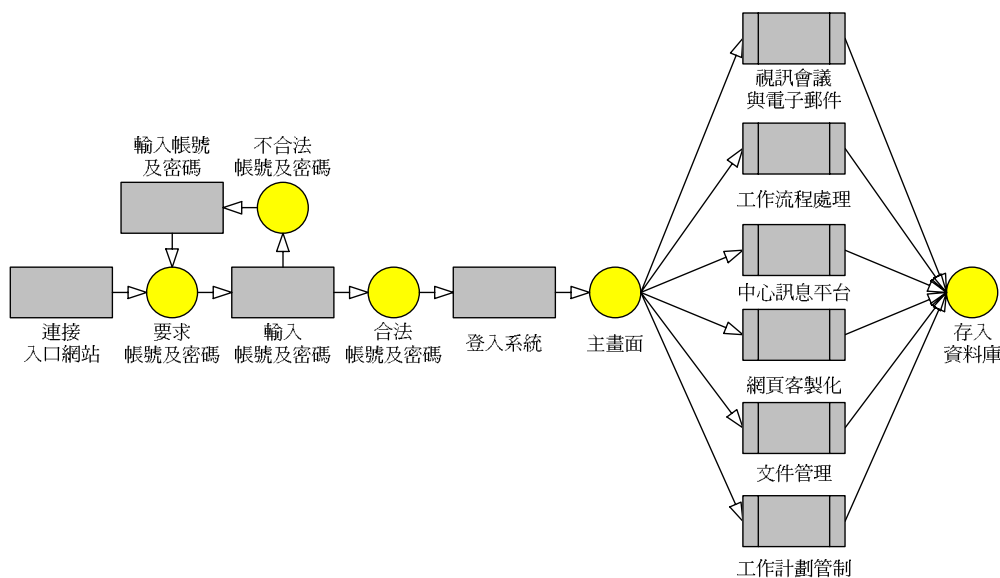 視訊會議
與電子郵件
輸入帳號
及密碼
不合法
帳號及密碼
工作流程處理
中心訊息平台
連接
入口網站
要求
帳號及密碼
輸入
帳號及密碼
合法
帳號及密碼
登入系統
主畫面
存入
資料庫
網頁客製化
文件管理
工作計劃管制